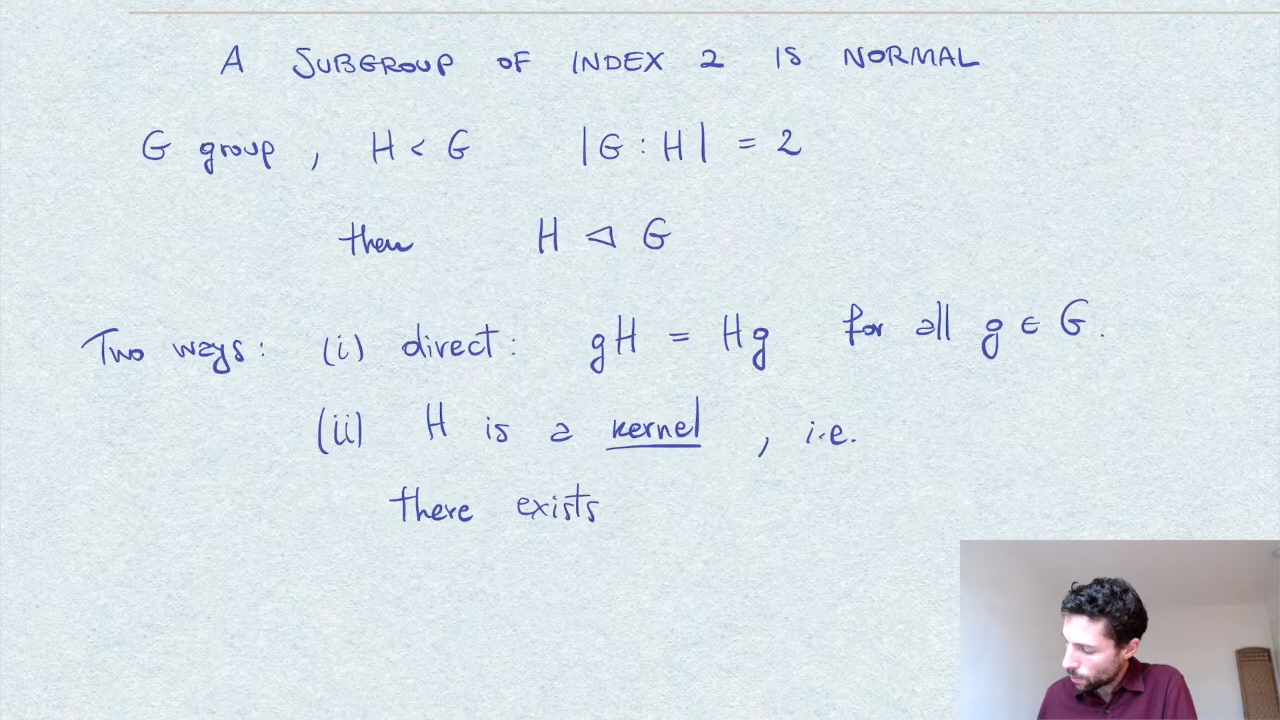 A SUBGROUP OF INDEX 2 IS NORMAL
G group, H < G |G : H| = 2
then H ⊲ G
Two ways: (i) direct: gH = Hg for all g ∈ G.
(ii) H is a kernel, i.e.
there exists